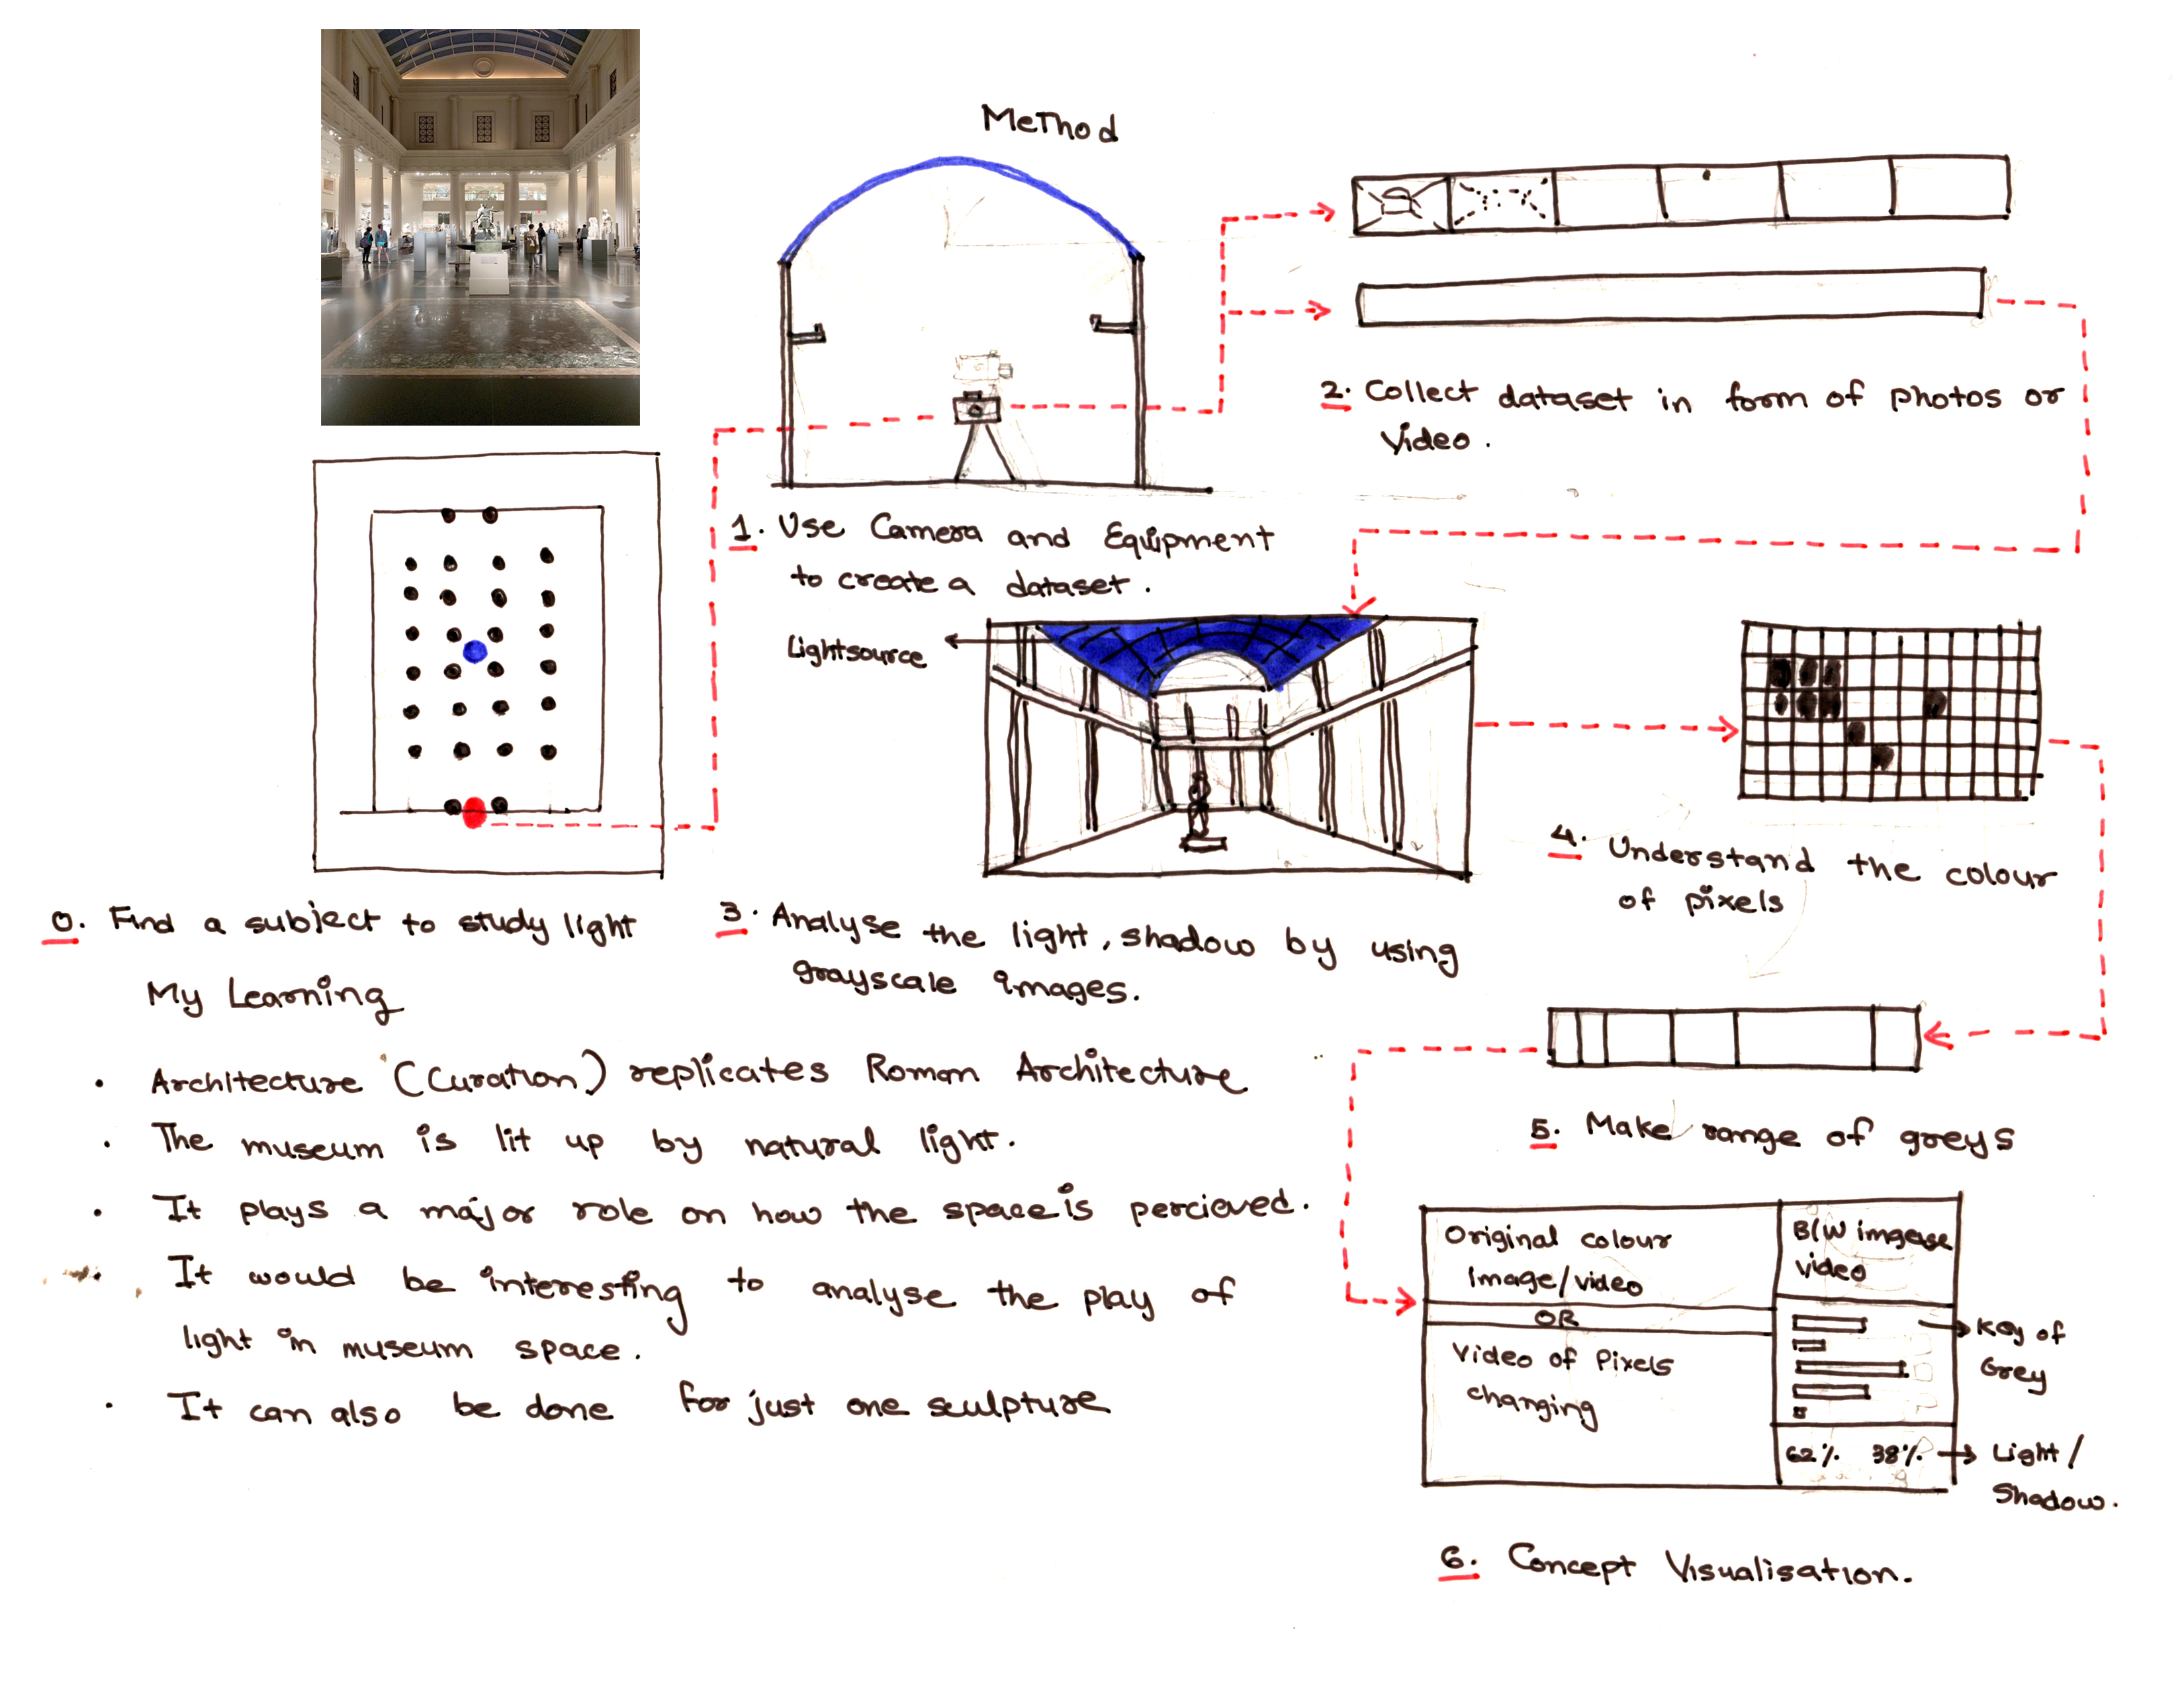 Method
1. Use Camera and Equipment
to create a dataset.
2. Collect dataset in form of photos or
Video.
Lightsource
0. Find a subject to study light
3. Analyse the light, shadow by using
grayscale images.
4. Understand the colour
of pixels
5. Make range of greys
My Learning
• Architecture (Curation) replicates Roman Architecture
• The museum is lit up by natural light.
• It plays a major role on how the space is percieved.
• It would be interesting to analyse the play of
light in museum space.
• It can also be done for just one sculpture
Original colour
Image/video
OR
Video of Pixels
changing
B/W
video
Key of
Grey
62% 38%
Light/
Shadow.
6. Concept Visualisation.